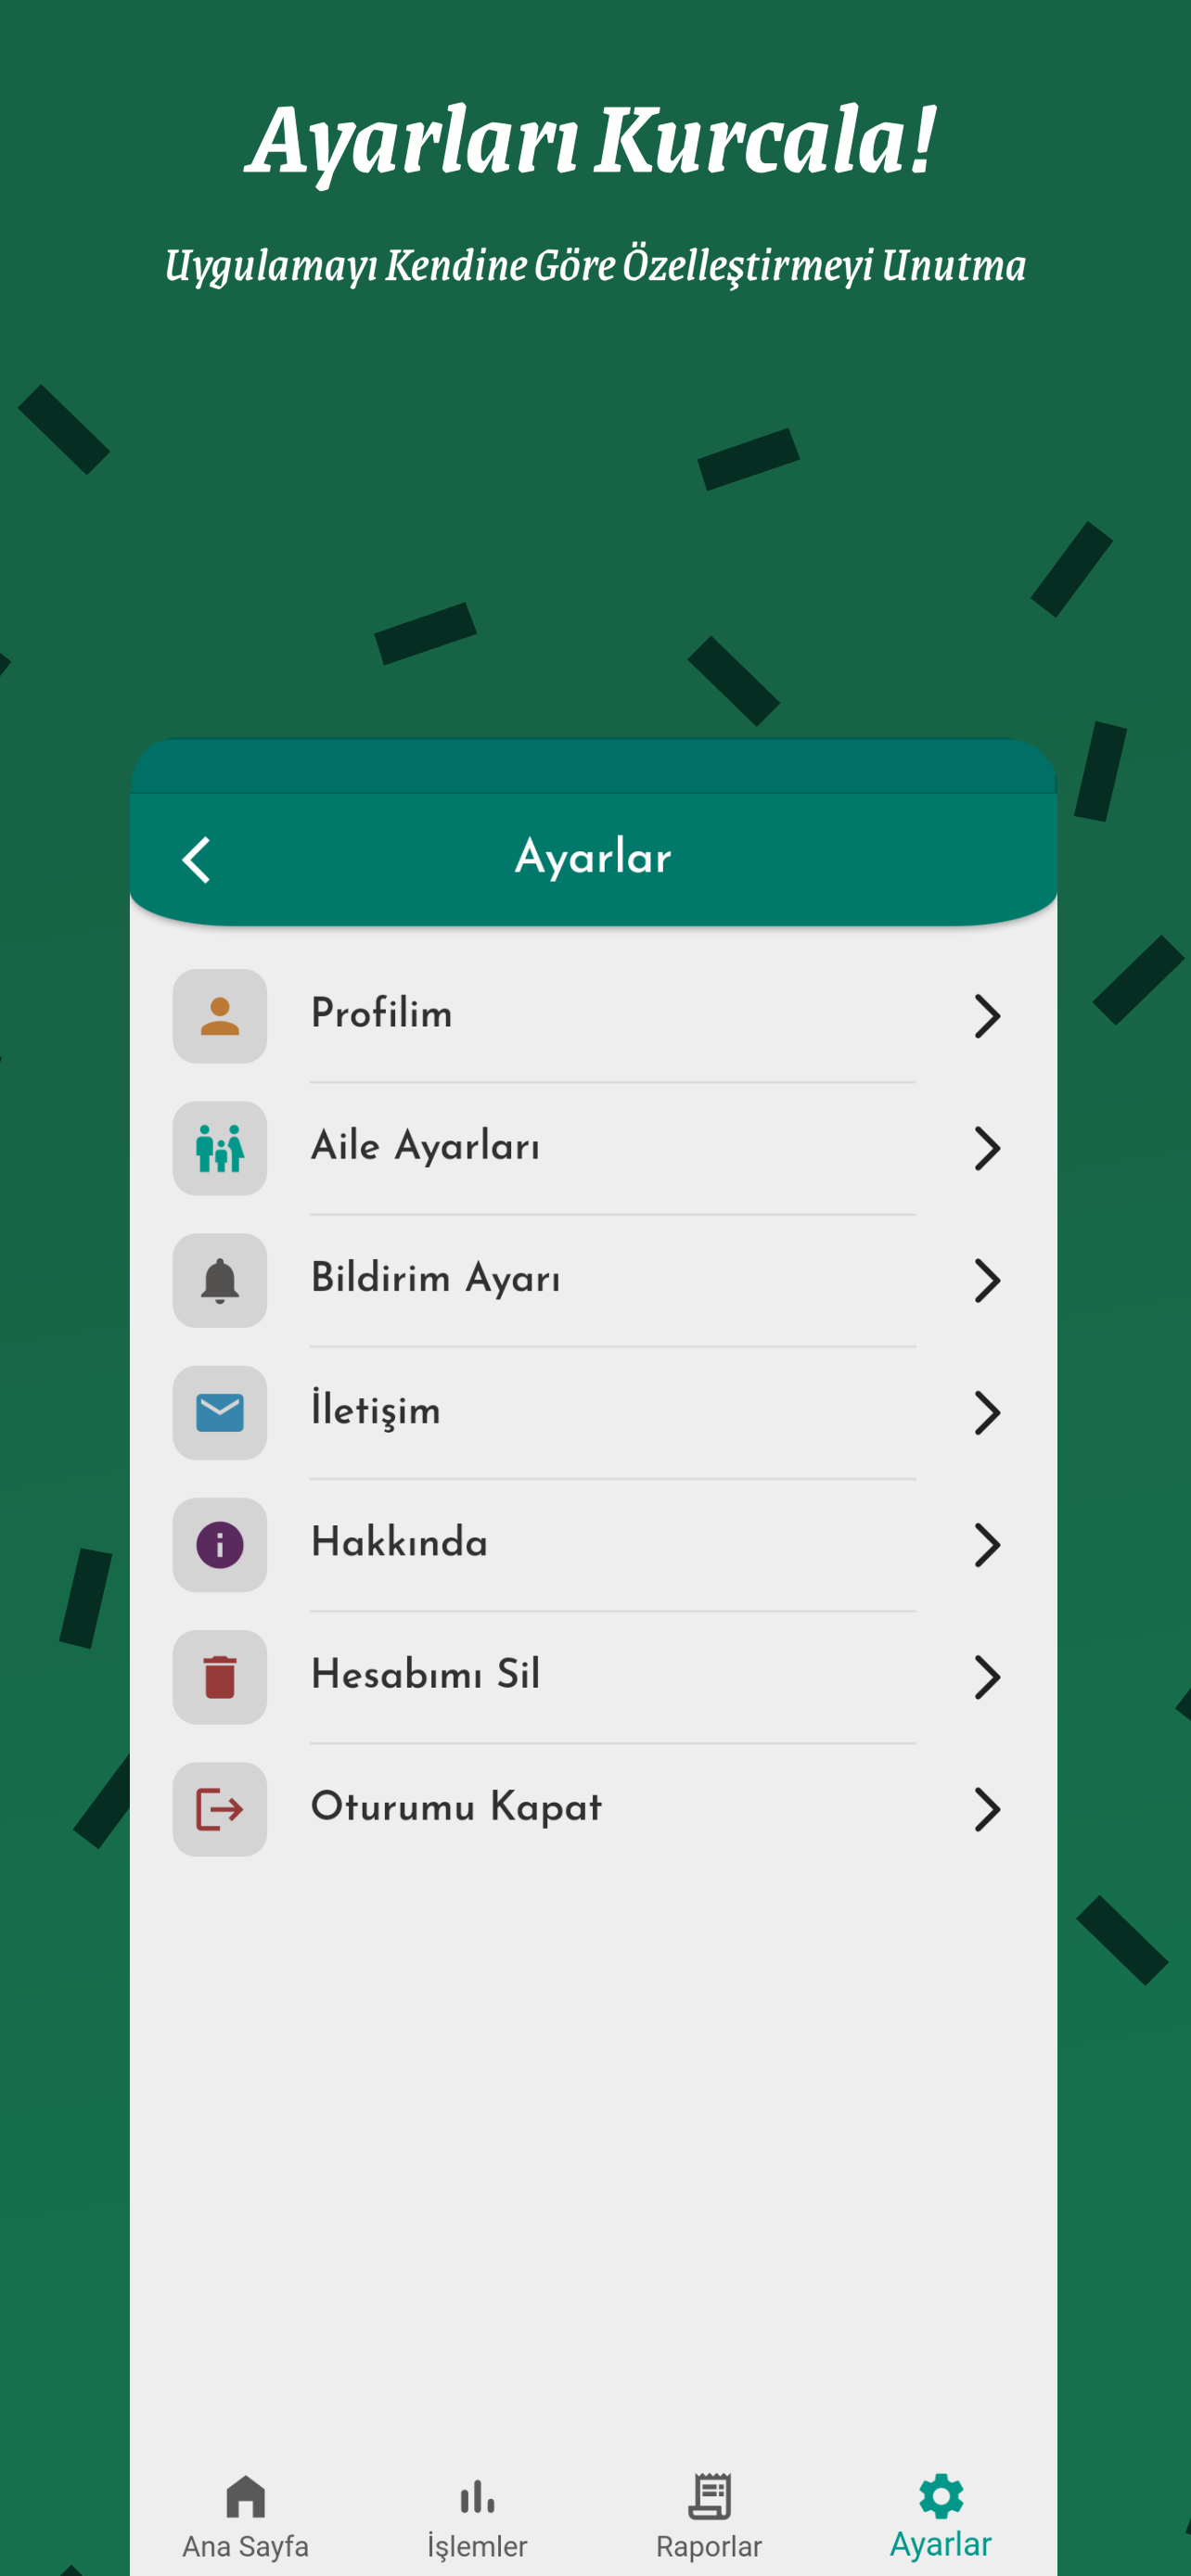 Ayarları Kurcala!
Uygulamayı Kendine Göre Özelleştirmeyi Unutma
Ayarlar
Profilim
Aile Ayarları
Bildirim Ayarı
İletişim
Hakkında
Hesabımı Sil
Oturumu Kapat
Ana Sayfa
İşlemler
Raporlar
Ayarlar